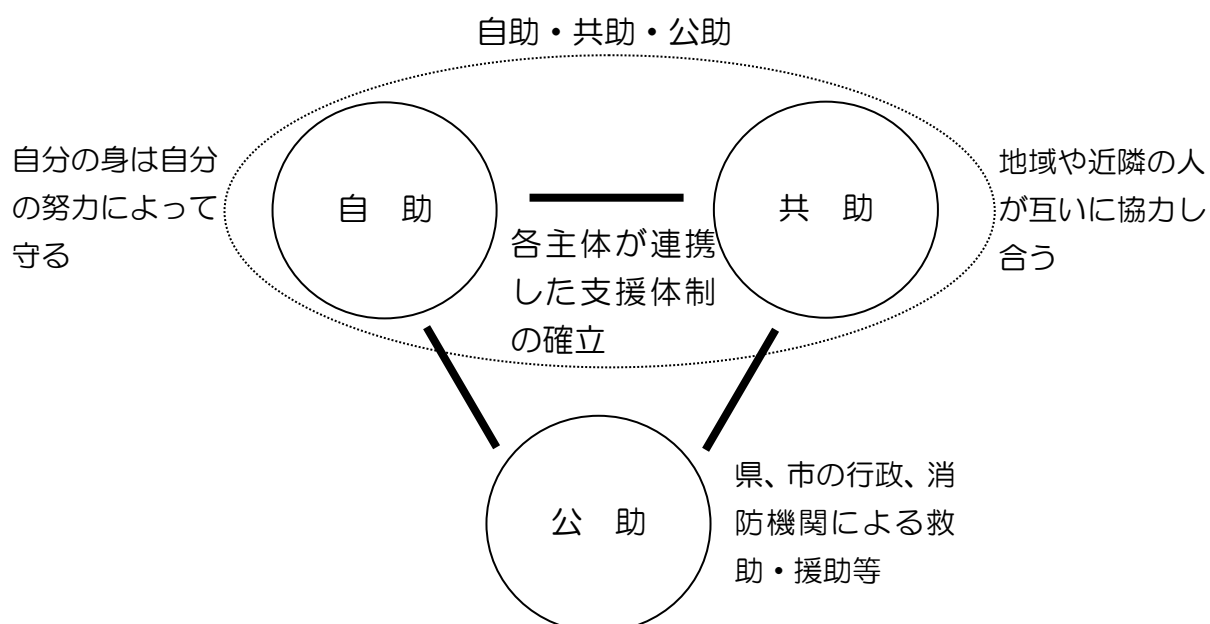 自助・共助・公助
自分の身は自分
の努力によって
守る
自　助
各主体が連携
した支援体制
の確立
共　助
地域や近隣の人
が互いに協力し
合う
公　助
県、市の行政、消
防機関による救
助・援助等